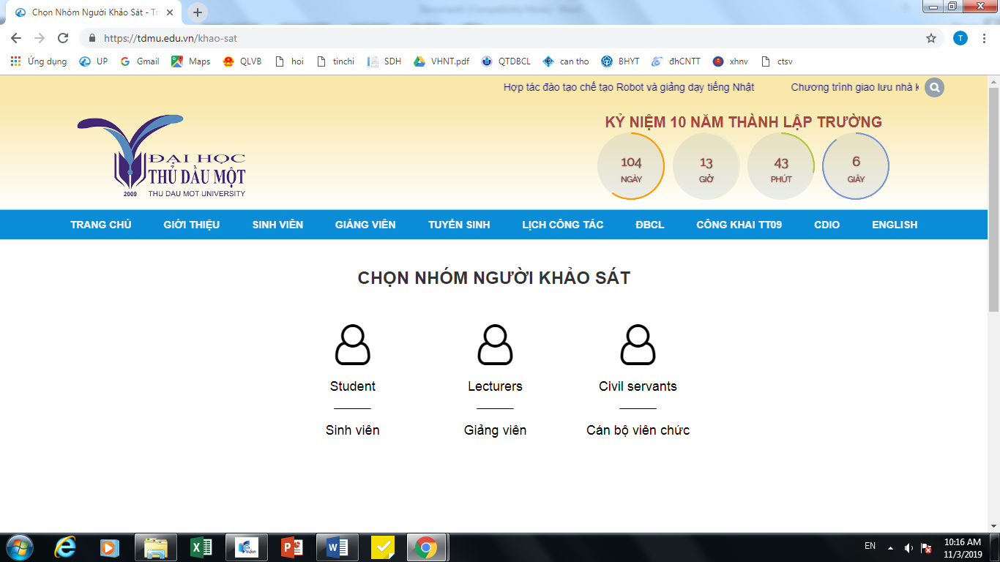 Chọn Nhóm Người Khảo Sát - Tr
https://tdmu.edu.vn/khao-sat
T
Ứng dụng UP Gmail Maps QLVB hoi tinchi SDH VHNT.pdf QTDBCL can tho BHYT đhCNTT xhnv ctsv
Hợp tác đào tạo chế tạo Robot và giảng dạy tiếng Nhật Chương trình giao lưu nhà k
KỶ NIỆM 10 NĂM THÀNH LẬP TRƯỜNG
104 13 43 6
NGÀY GIỜ PHÚT GIÂY
ĐẠI HỌC
THỦ DẦU MỘT
2009 THU DAU MOT UNIVERSITY
TRANG CHỦ GIỚI THIỆU SINH VIÊN GIẢNG VIÊN TUYỂN SINH LỊCH CÔNG TÁC ĐBCL CÔNG KHAI TT09 CDIO ENGLISH
CHỌN NHÓM NGƯỜI KHẢO SÁT
Student Lecturers Civil servants
Sinh viên Giảng viên Cán bộ viên chức
EN 10:16 AM
11/3/2019